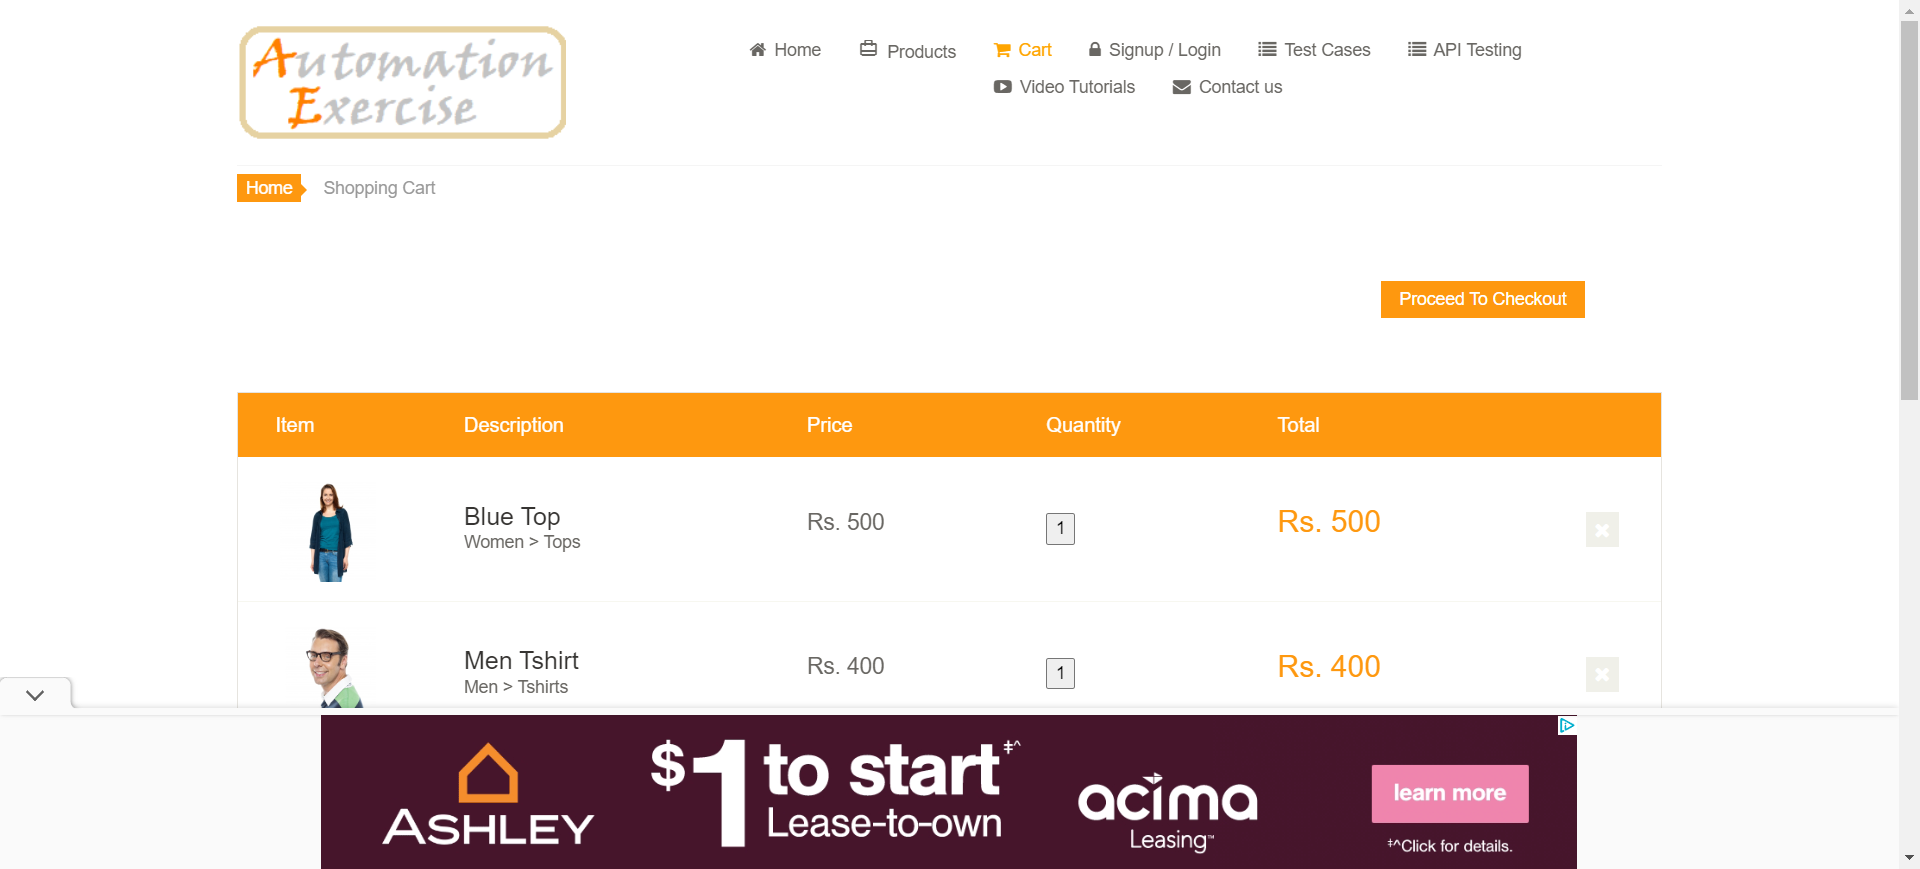 Automation
Exercise
Home
Products
Cart
Signup / Login
Test Cases
API Testing
Video Tutorials
Contact us
Home
Shopping Cart
Proceed To Checkout
Item Description Price Quantity Total
Blue Top
Women > Tops
Rs. 500
1
Rs. 500
Men Tshirt
Men > Tshirts
Rs. 400
1
Rs. 400
ASHLEY
$1 to start‡^
Lease-to-own
acima
Leasing™
learn more
‡^Click for details.